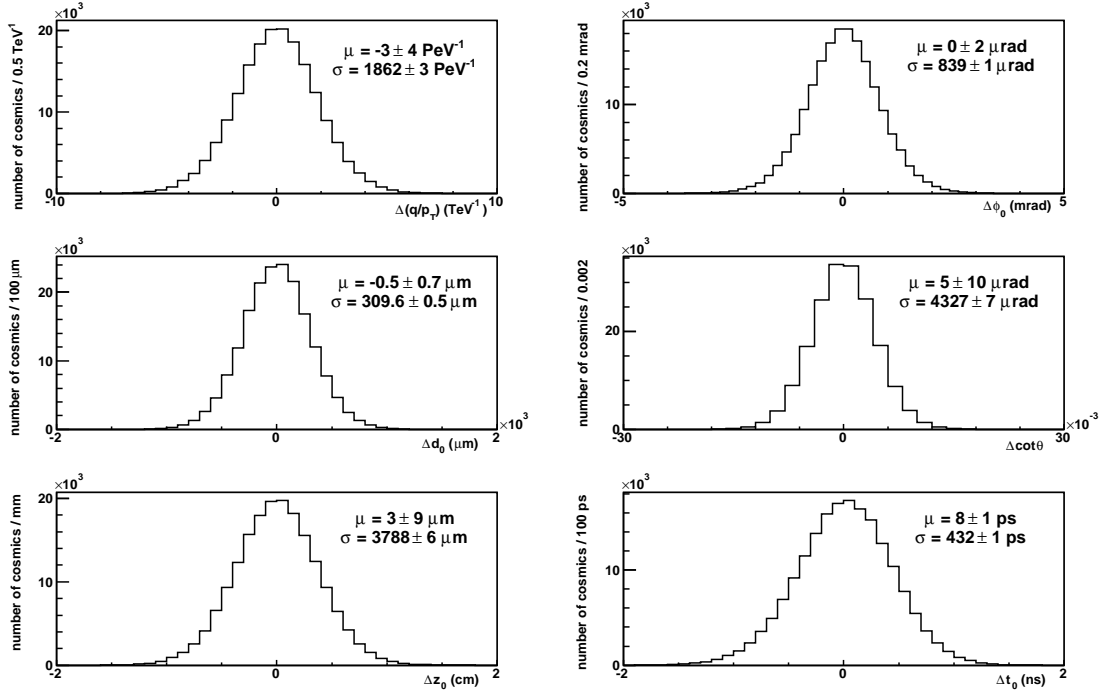 ×10³
number of cosmics / 0.5 TeV⁻¹
20
10
0
μ = -3 ± 4 PeV⁻¹
σ = 1862 ± 3 PeV⁻¹
-10 0 10
Δ(q/p_T) (TeV⁻¹)
×10³
number of cosmics / 0.2 mrad
10
0
μ = 0 ± 2 μrad
σ = 839 ± 1 μrad
-5 0 5
Δϕ₀ (mrad)
×10³
number of cosmics / 100 μm
20
10
0
μ = -0.5 ± 0.7 μm
σ = 309.6 ± 0.5 μm
-2 0 2
×10³
Δd₀ (μm)
×10³
number of cosmics / 0.002
20
0
μ = 5 ± 10 μrad
σ = 4327 ± 7 μrad
-30 0 30
×10⁻³
Δcotθ
×10³
number of cosmics / mm
20
10
0
μ = 3 ± 9 μm
σ = 3788 ± 6 μm
-2 0 2
Δz₀ (cm)
×10³
number of cosmics / 100 ps
10
0
μ = 8 ± 1 ps
σ = 432 ± 1 ps
-2 0 2
Δt₀ (ns)